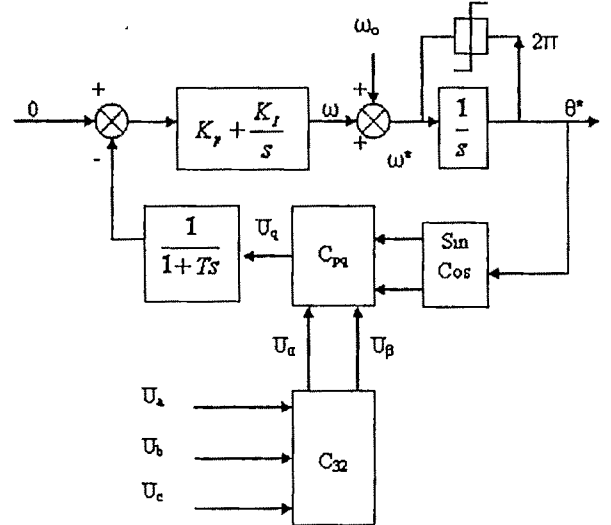 ω₀
2π
+
0
-
K_p + K_I/s
ω
+
+
ω*
1/s
θ*
1/(1+Ts)
U_q
C_pq
Sin
Cos
U_α
U_β
U_a
U_b
U_c
C_32